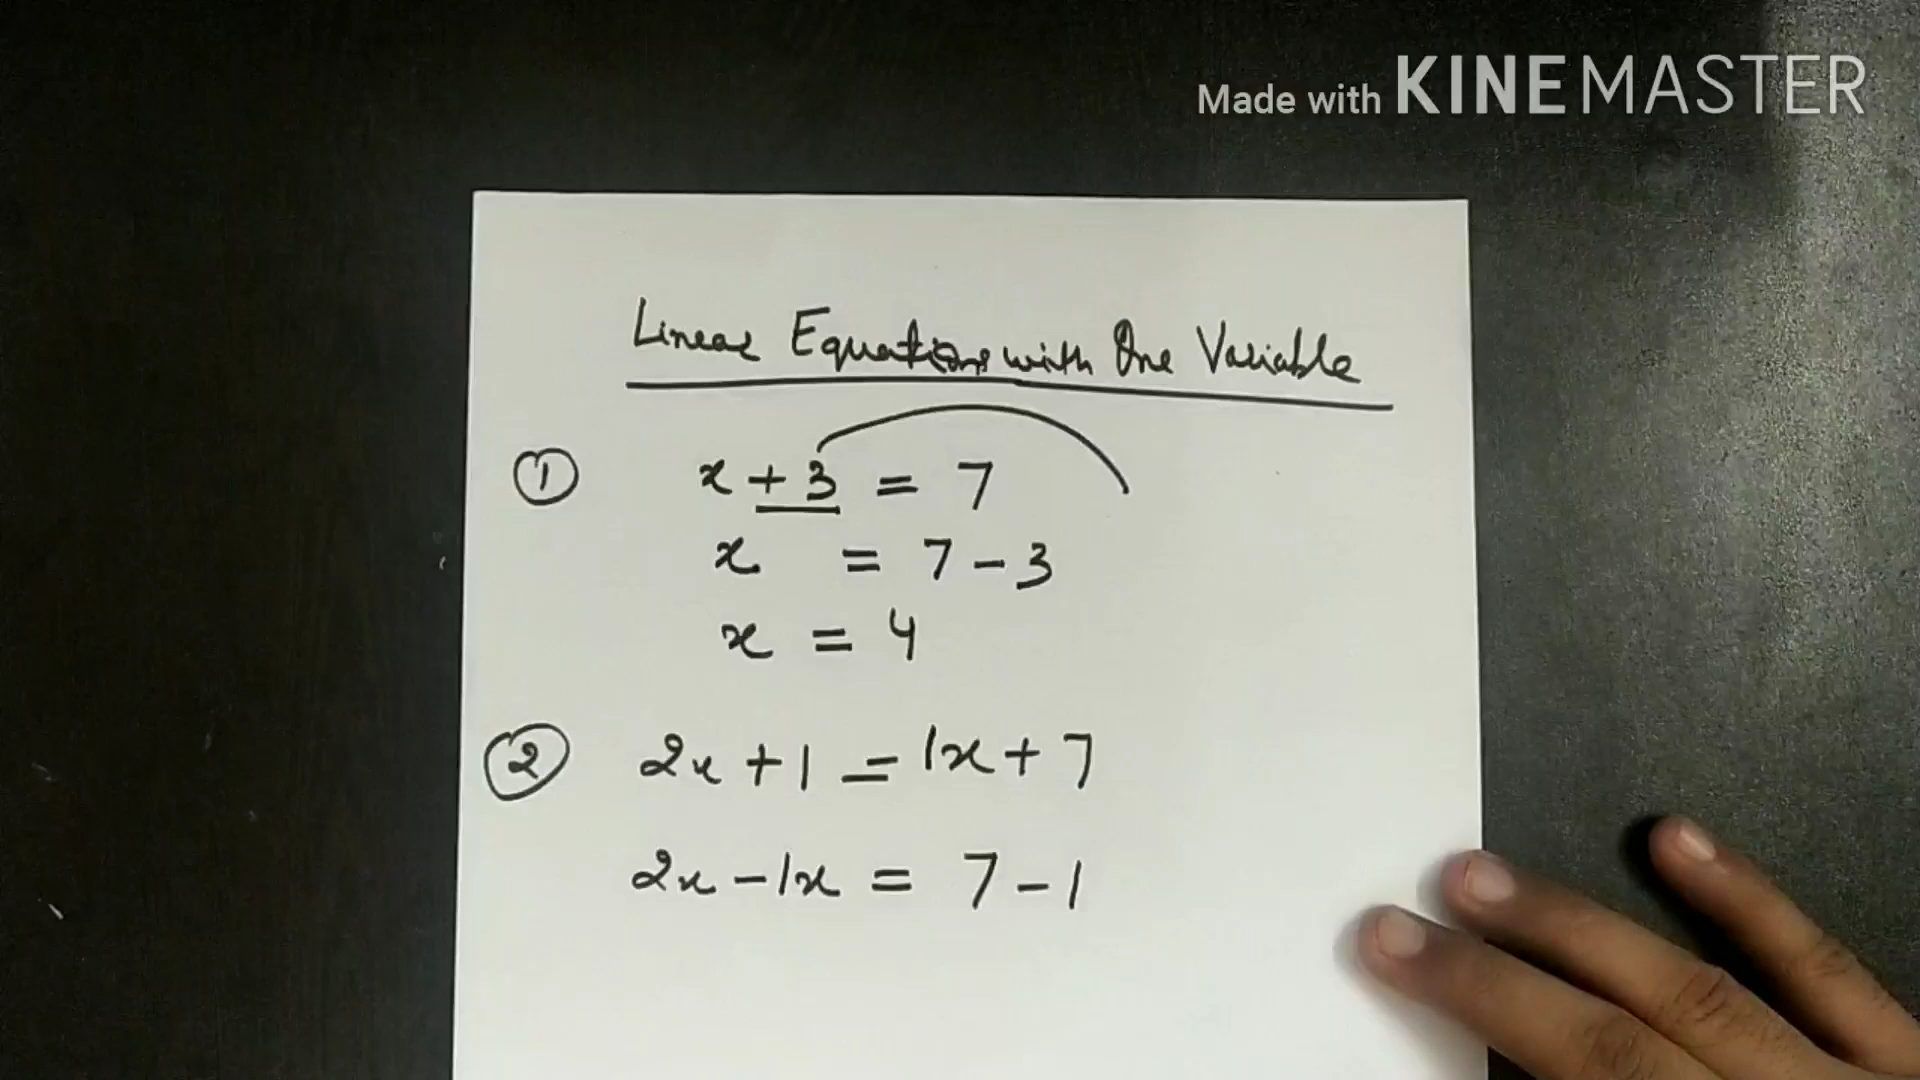 Made with KINEMASTER
Linear Equations with One Variable
① x + 3 = 7
x = 7 - 3
x = 4
② 2x + 1 = 1x + 7
2x - 1x = 7 - 1